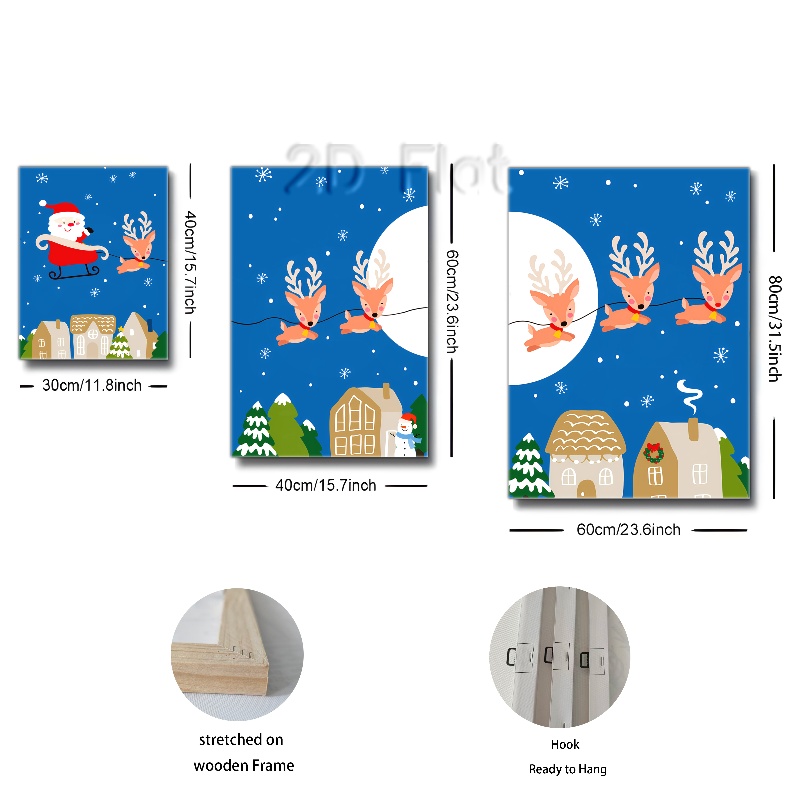 2D Flat
40cm/15.7inch
30cm/11.8inch
60cm/23.6inch
40cm/15.7inch
80cm/31.5inch
60cm/23.6inch
stretched on
wooden Frame
Hook
Ready to Hang